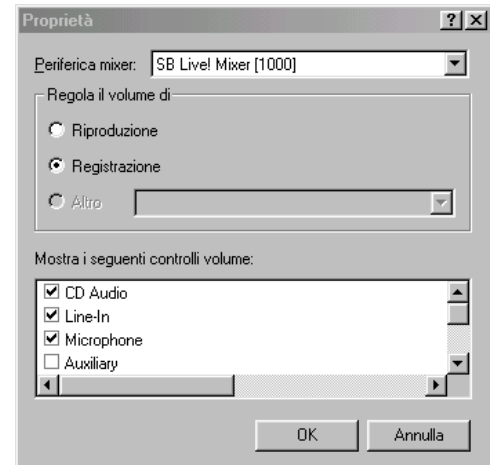 Proprietà
Periferica mixer: SB Live! Mixer [1000]
Regola il volume di
Riproduzione
Registrazione
Altro
Mostra i seguenti controlli volume:
CD Audio
Line-In
Microphone
Auxiliary
OK Annulla